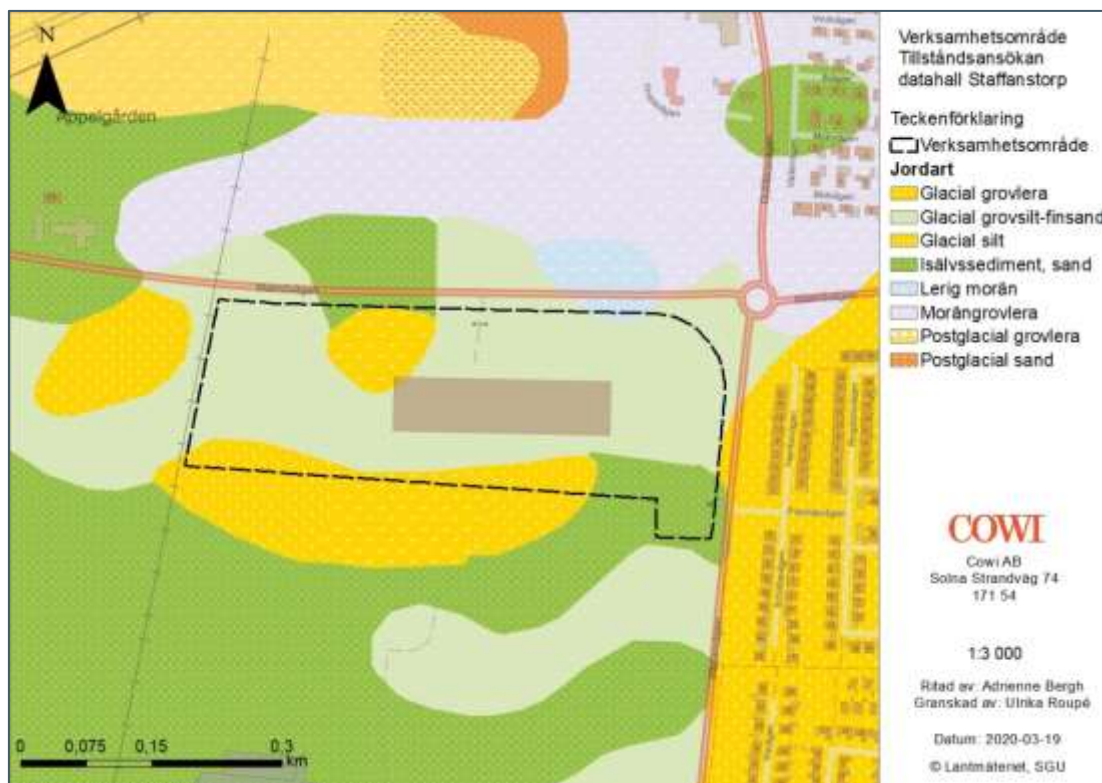 N
Äppelgården
0 0,075 0,15 0,3
km
Verksamhetsområde
Tillståndsansökan
datahall Staffanstorp
Teckenförklaring
Verksamhetsområde
Jordart
Glacial grovlera
Glacial grovsilt-finsand
Glacial silt
Isälvssediment, sand
Lerig morän
Morängrovlera
Postglacial grovlera
Postglacial sand
COWI
Cowi AB
Solna Strandväg 74
171 54
1:3 000
Ritad av: Adrienne Bergh
Granskad av: Ulrika Roupé
Datum: 2020-03-19
© Lantmäteriet, SGU